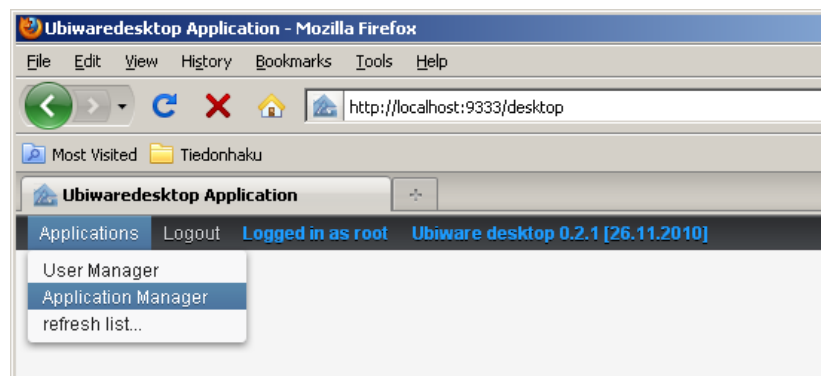 Ubiwaredesktop Application - Mozilla Firefox
File Edit View History Bookmarks Tools Help
http://localhost:9333/desktop
Most Visited Tiedonhaku
Ubiwaredesktop Application
Applications Logout Logged in as root Ubiware desktop 0.2.1 [26.11.2010]
User Manager
Application Manager
refresh list...